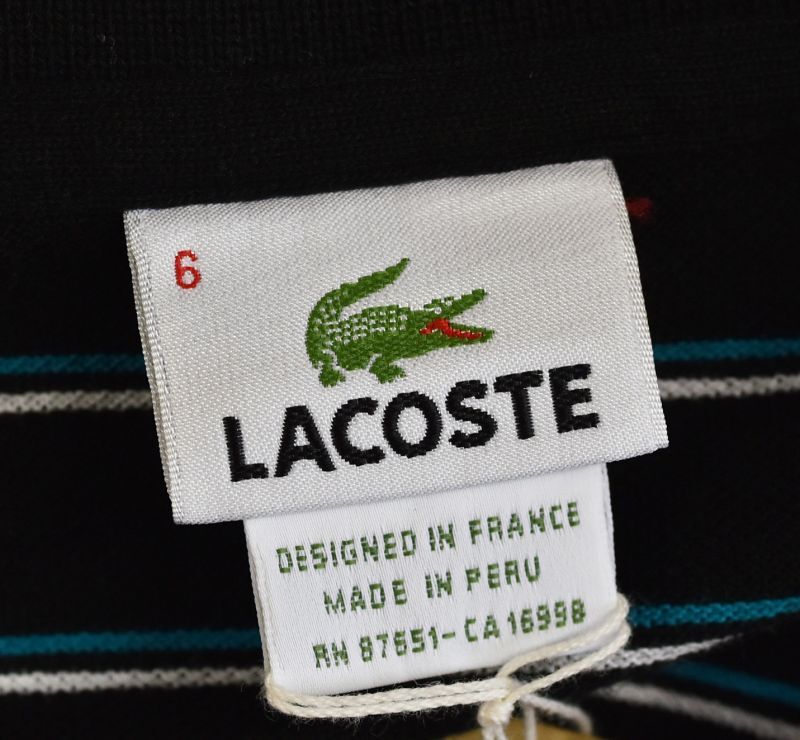 6
LACOSTE
DESIGNED IN FRANCE
MADE IN PERU
RN 87651-CA 16998